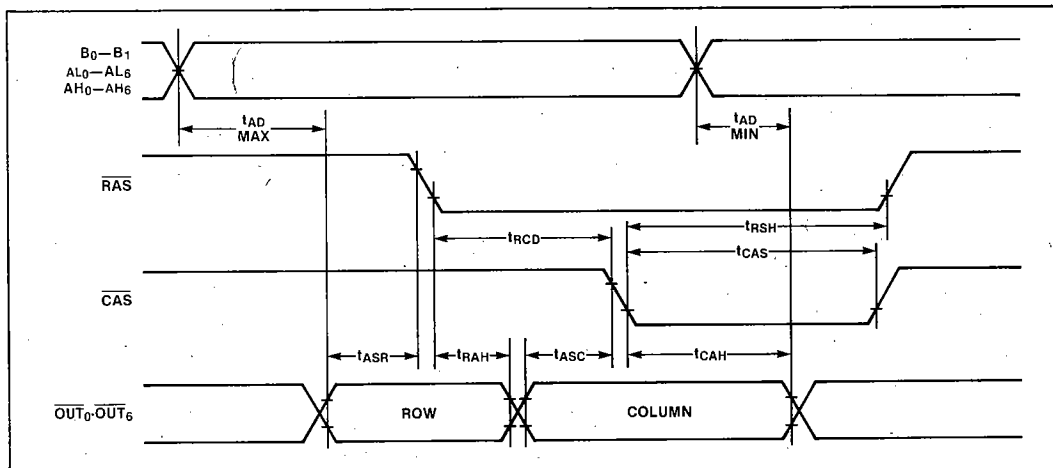 B₀—B₁
AL₀—AL₆
AH₀—AH₆
tAD
MAX
tAD
MIN
RAS
tRSH
tRCD
tCAS
CAS
tASR
tRAH
tASC
tCAH
OUT₀-OUT₆
ROW
COLUMN